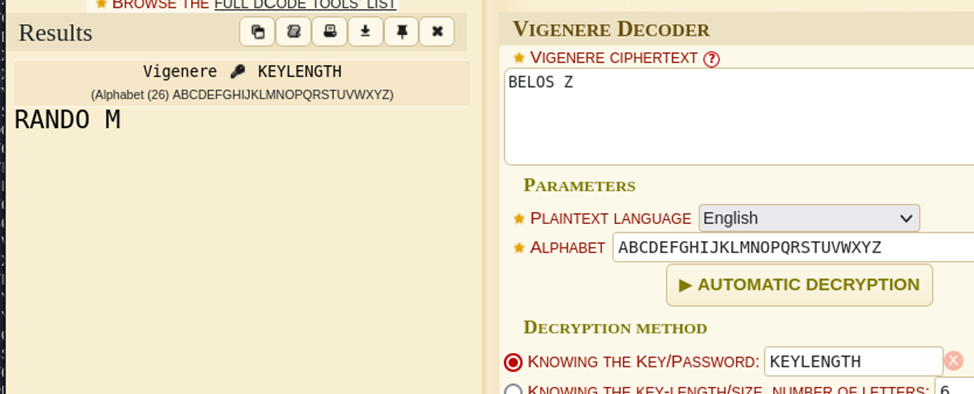 ★ BROWSE THE FULL DCODE TOOLS' LIST
Results
Vigenere KEYLENGTH
(Alphabet (26) ABCDEFGHIJKLMNOPQRSTUVWXYZ)
RANDO M
VIGENERE DECODER
★ VIGENERE CIPHERTEXT ?
BELOS Z
PARAMETERS
★ PLAINTEXT LANGUAGE English
★ ALPHABET ABCDEFGHIJKLMNOPQRSTUVWXYZ
▶ AUTOMATIC DECRYPTION
DECRYPTION METHOD
KNOWING THE KEY/PASSWORD: KEYLENGTH X
KNOWING THE KEY-LENGTH/SIZE, NUMBER OF LETTERS: 6